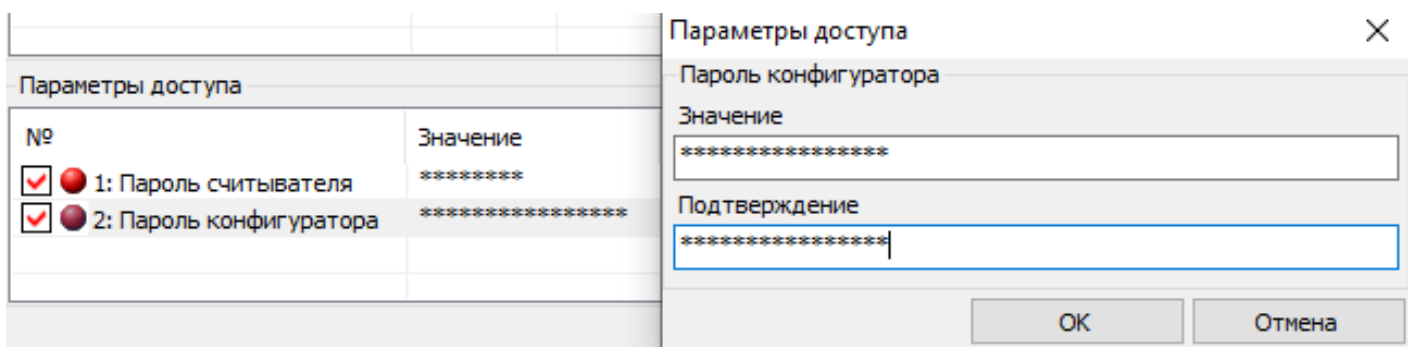 Параметры доступа
№ Значение
1: Пароль считывателя ********
2: Пароль конфигуратора ****************
Параметры доступа
Пароль конфигуратора
Значение
****************
Подтверждение
****************
OK Отмена